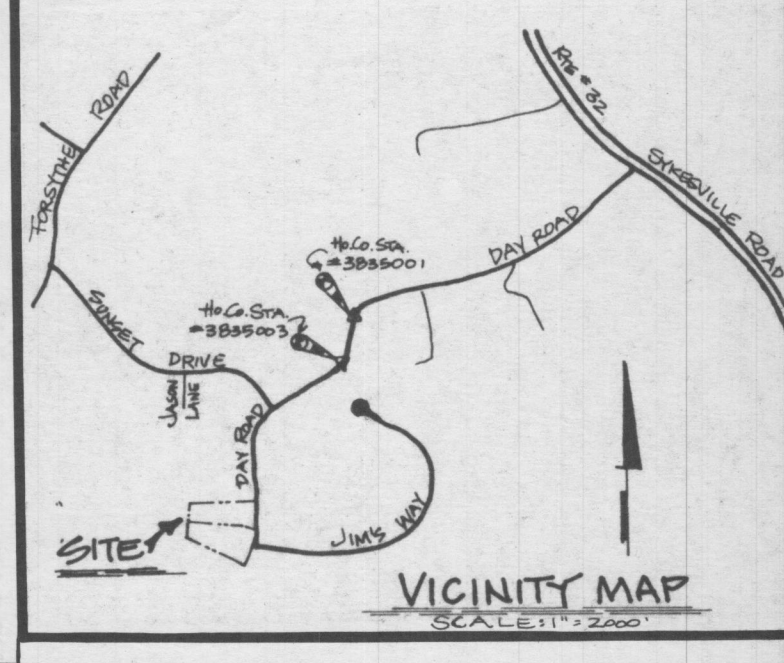 FORSYTHE ROAD
RTE # 32
SYKESVILLE ROAD
DAY ROAD
Ho.Co.STA.
#3835001
Ho.Co.STA.
#3835003
SUNSET DRIVE
JASON
LANE
DAY ROAD
JIM'S WAY
SITE
VICINITY MAP
SCALE: 1" = 2000'